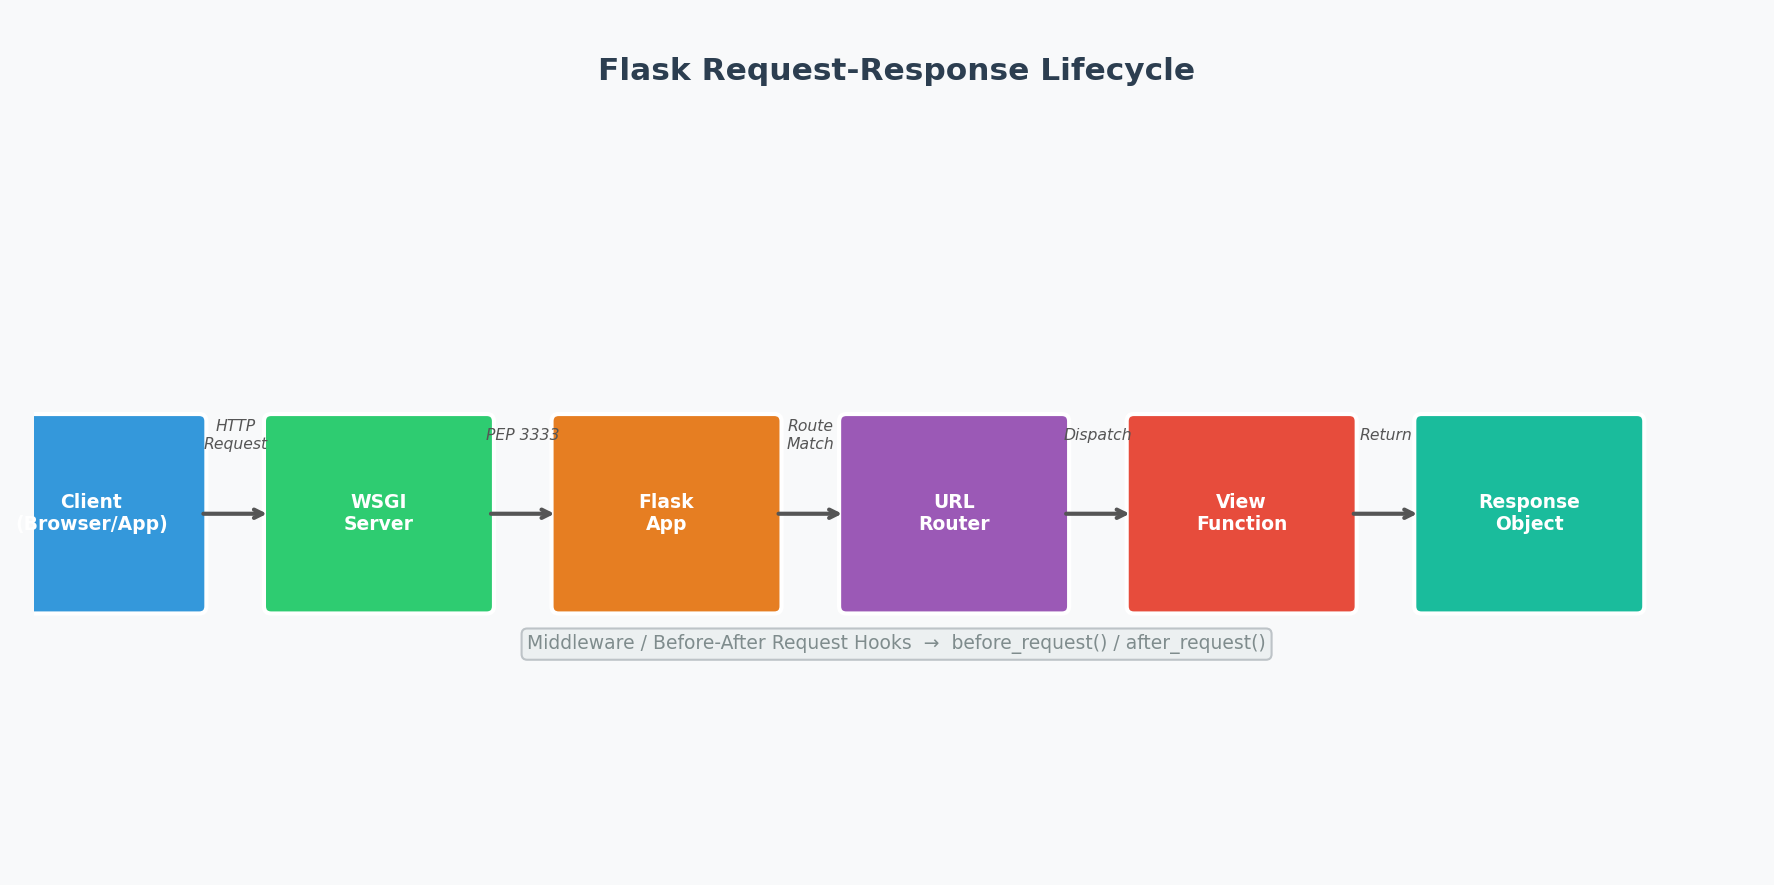 Flask Request-Response Lifecycle
HTTP
Request
PEP 3333
Route
Match
Dispatch
Return
Client
(Browser/App)
WSGI
Server
Flask
App
URL
Router
View
Function
Response
Object
Middleware / Before-After Request Hooks → before_request() / after_request()